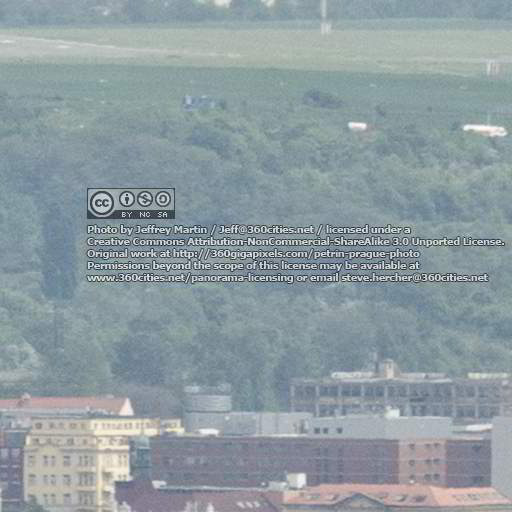 cc
BY NC SA
Photo by Jeffrey Martin / Jeff@360cities.net / licensed under a
Creative Commons Attribution-NonCommercial-ShareAlike 3.0 Unported License.
Original work at http://360gigapixels.com/petrin-prague-photo
Permissions beyond the scope of this license may be available at
www.360cities.net/panorama-licensing or email steve.hercher@360cities.net